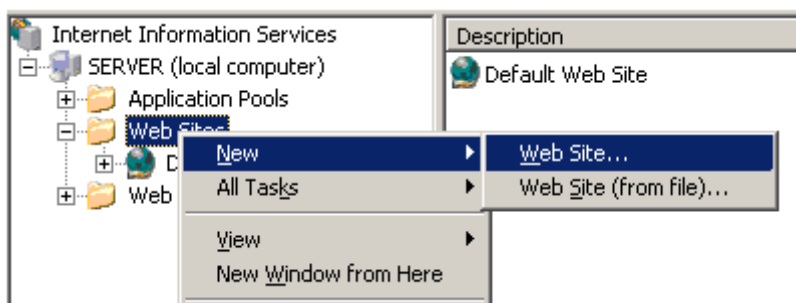 Internet Information Services
Description
SERVER (local computer)
Default Web Site
Application Pools
Web Sites
New
Web Site...
D
All Tasks
Web Site (from file)...
Web
View
New Window from Here